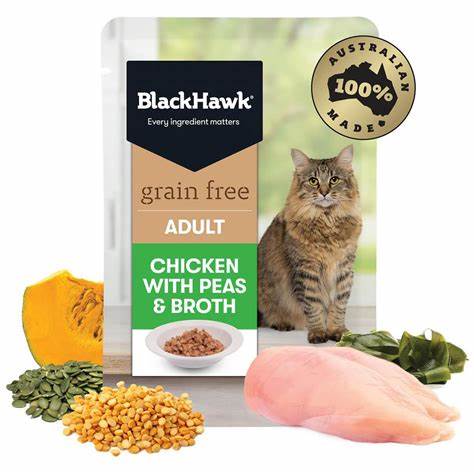 BlackHawk®
Every ingredient matters
grain free
ADULT
CHICKEN
WITH PEAS
& BROTH
AUSTRALIAN
100%
MADE